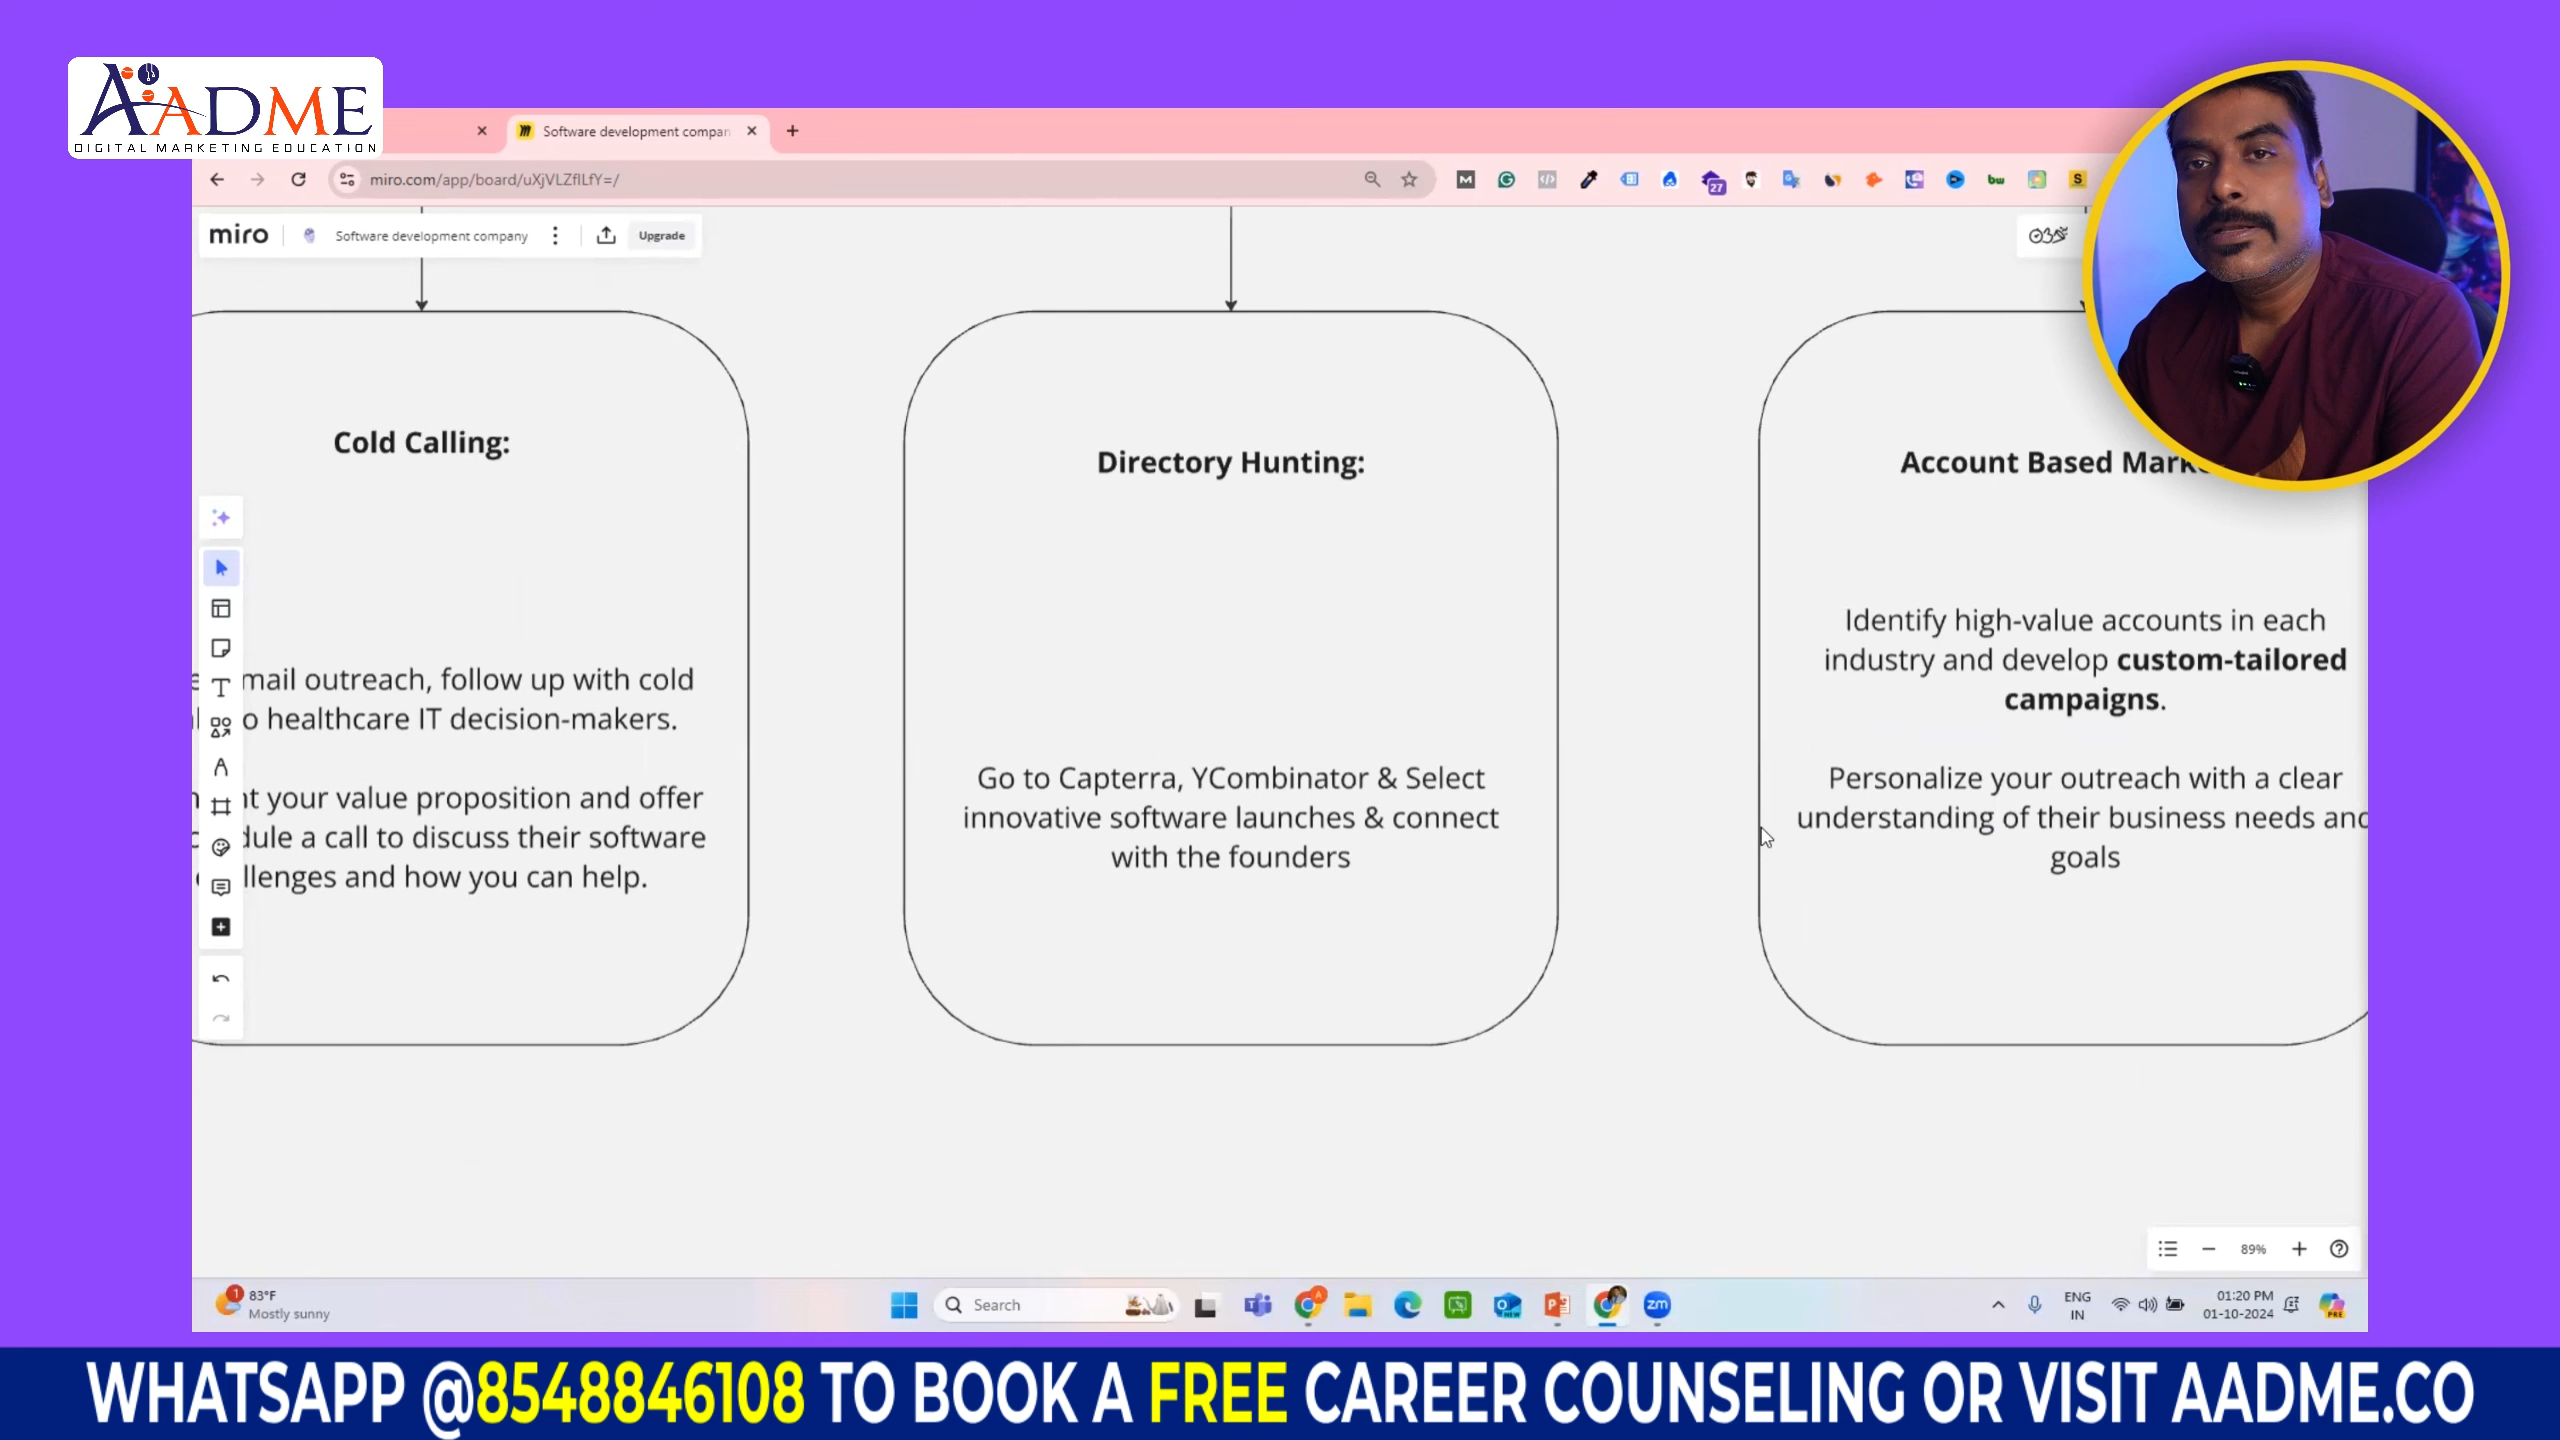 AADME
DIGITAL MARKETING EDUCATION
Software development compan
miro.com/app/board/uXjVLZflLfY=/
27
miro
Software development company
Upgrade
Cold Calling:
mail outreach, follow up with cold
o healthcare IT decision-makers.
nt your value proposition and offer
dule a call to discuss their software
llenges and how you can help.
Directory Hunting:
Go to Capterra, YCombinator & Select
innovative software launches & connect
with the founders
Account Based Mark
Identify high-value accounts in each
industry and develop custom-tailored
campaigns.
Personalize your outreach with a clear
understanding of their business needs and
goals
89%
1
83°F
Mostly sunny
Search
zm
ENG
IN
01:20 PM
01-10-2024
WHATSAPP @8548846108 TO BOOK A FREE CAREER COUNSELING OR VISIT AADME.CO